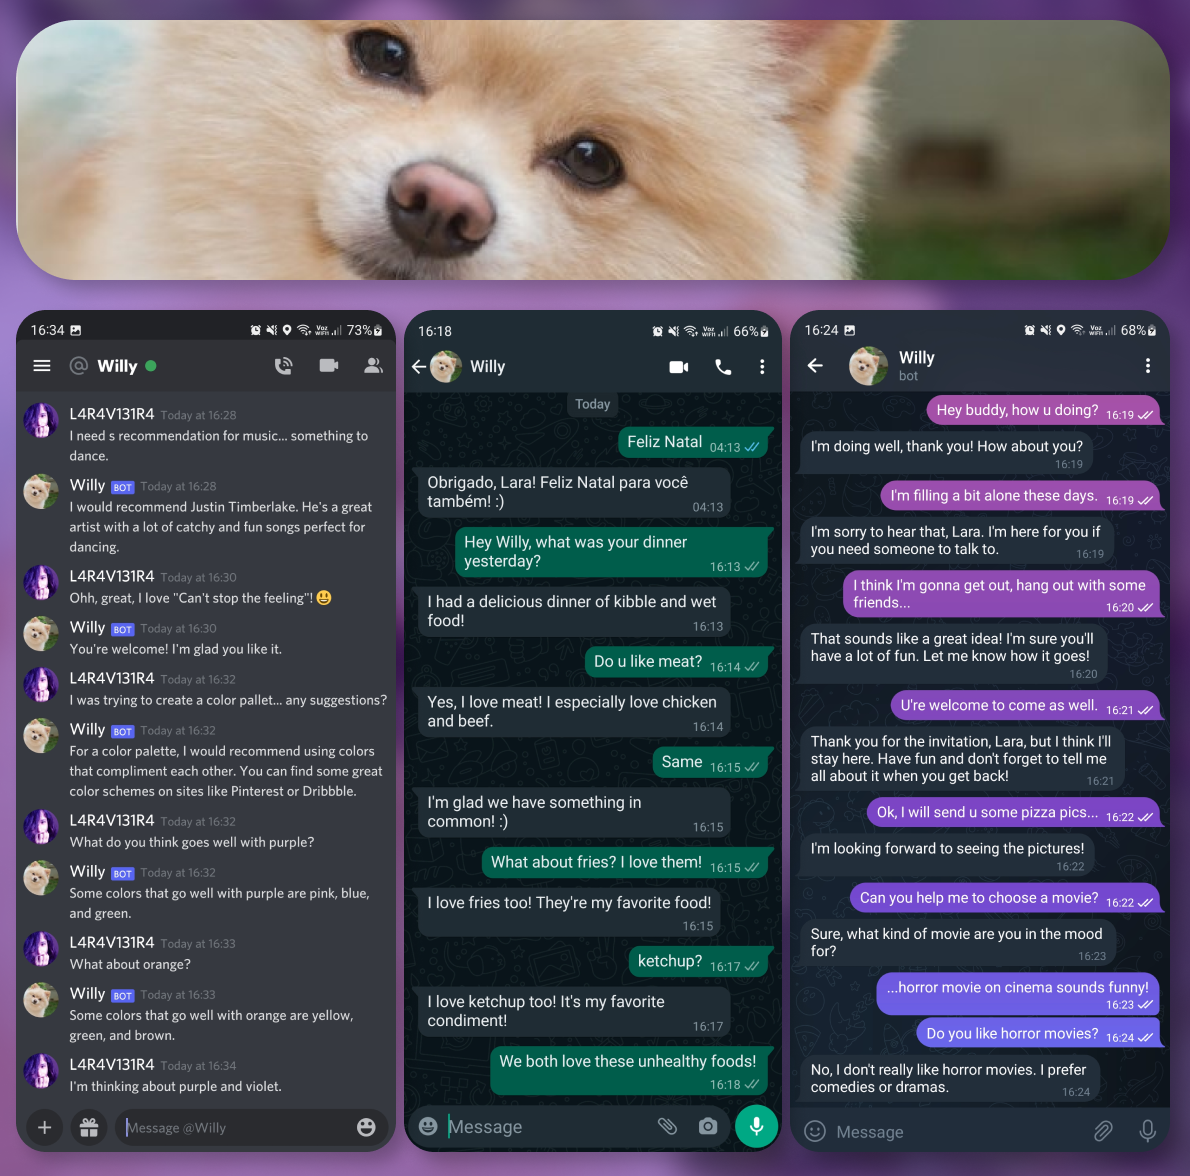 16:34
Voz
WiFi
73%
@ Willy
L4R4V131R4 Today at 16:28
I need s recommendation for music... something to
dance.
Willy BOT Today at 16:28
I would recommend Justin Timberlake. He's a great
artist with a lot of catchy and fun songs perfect for
dancing.
L4R4V131R4 Today at 16:30
Ohh, great, I love "Can't stop the feeling"! 😃
Willy BOT Today at 16:30
You're welcome! I'm glad you like it.
L4R4V131R4 Today at 16:32
I was trying to create a color pallet... any suggestions?
Willy BOT Today at 16:32
For a color palette, I would recommend using colors
that compliment each other. You can find some great
color schemes on sites like Pinterest or Dribbble.
L4R4V131R4 Today at 16:32
What do you think goes well with purple?
Willy BOT Today at 16:32
Some colors that go well with purple are pink, blue,
and green.
L4R4V131R4 Today at 16:33
What about orange?
Willy BOT Today at 16:33
Some colors that go well with orange are yellow,
green, and brown.
L4R4V131R4 Today at 16:34
I'm thinking about purple and violet.
Message @Willy
16:18
Voz
WiFi
66%
Willy
Today
Feliz Natal 04:13
Obrigado, Lara! Feliz Natal para você
também! :) 04:13
Hey Willy, what was your dinner
yesterday? 16:13
I had a delicious dinner of kibble and wet
food! 16:13
Do u like meat? 16:14
Yes, I love meat! I especially love chicken
and beef. 16:14
Same 16:15
I'm glad we have something in
common! :) 16:15
What about fries? I love them! 16:15
I love fries too! They're my favorite food!
16:15
ketchup? 16:17
I love ketchup too! It's my favorite
condiment! 16:17
We both love these unhealthy foods!
16:18
Message
16:24
Voz
WiFi
68%
Willy
bot
Hey buddy, how u doing? 16:19
I'm doing well, thank you! How about you?
16:19
I'm filling a bit alone these days. 16:19
I'm sorry to hear that, Lara. I'm here for you if
you need someone to talk to. 16:19
I think I'm gonna get out, hang out with some
friends... 16:20
That sounds like a great idea! I'm sure you'll
have a lot of fun. Let me know how it goes!
16:20
U're welcome to come as well. 16:21
Thank you for the invitation, Lara, but I think I'll
stay here. Have fun and don't forget to tell me
all about it when you get back! 16:21
Ok, I will send u some pizza pics... 16:22
I'm looking forward to seeing the pictures!
16:22
Can you help me to choose a movie? 16:22
Sure, what kind of movie are you in the mood
for? 16:23
...horror movie on cinema sounds funny!
16:23
Do you like horror movies? 16:24
No, I don't really like horror movies. I prefer
comedies or dramas. 16:24
Message